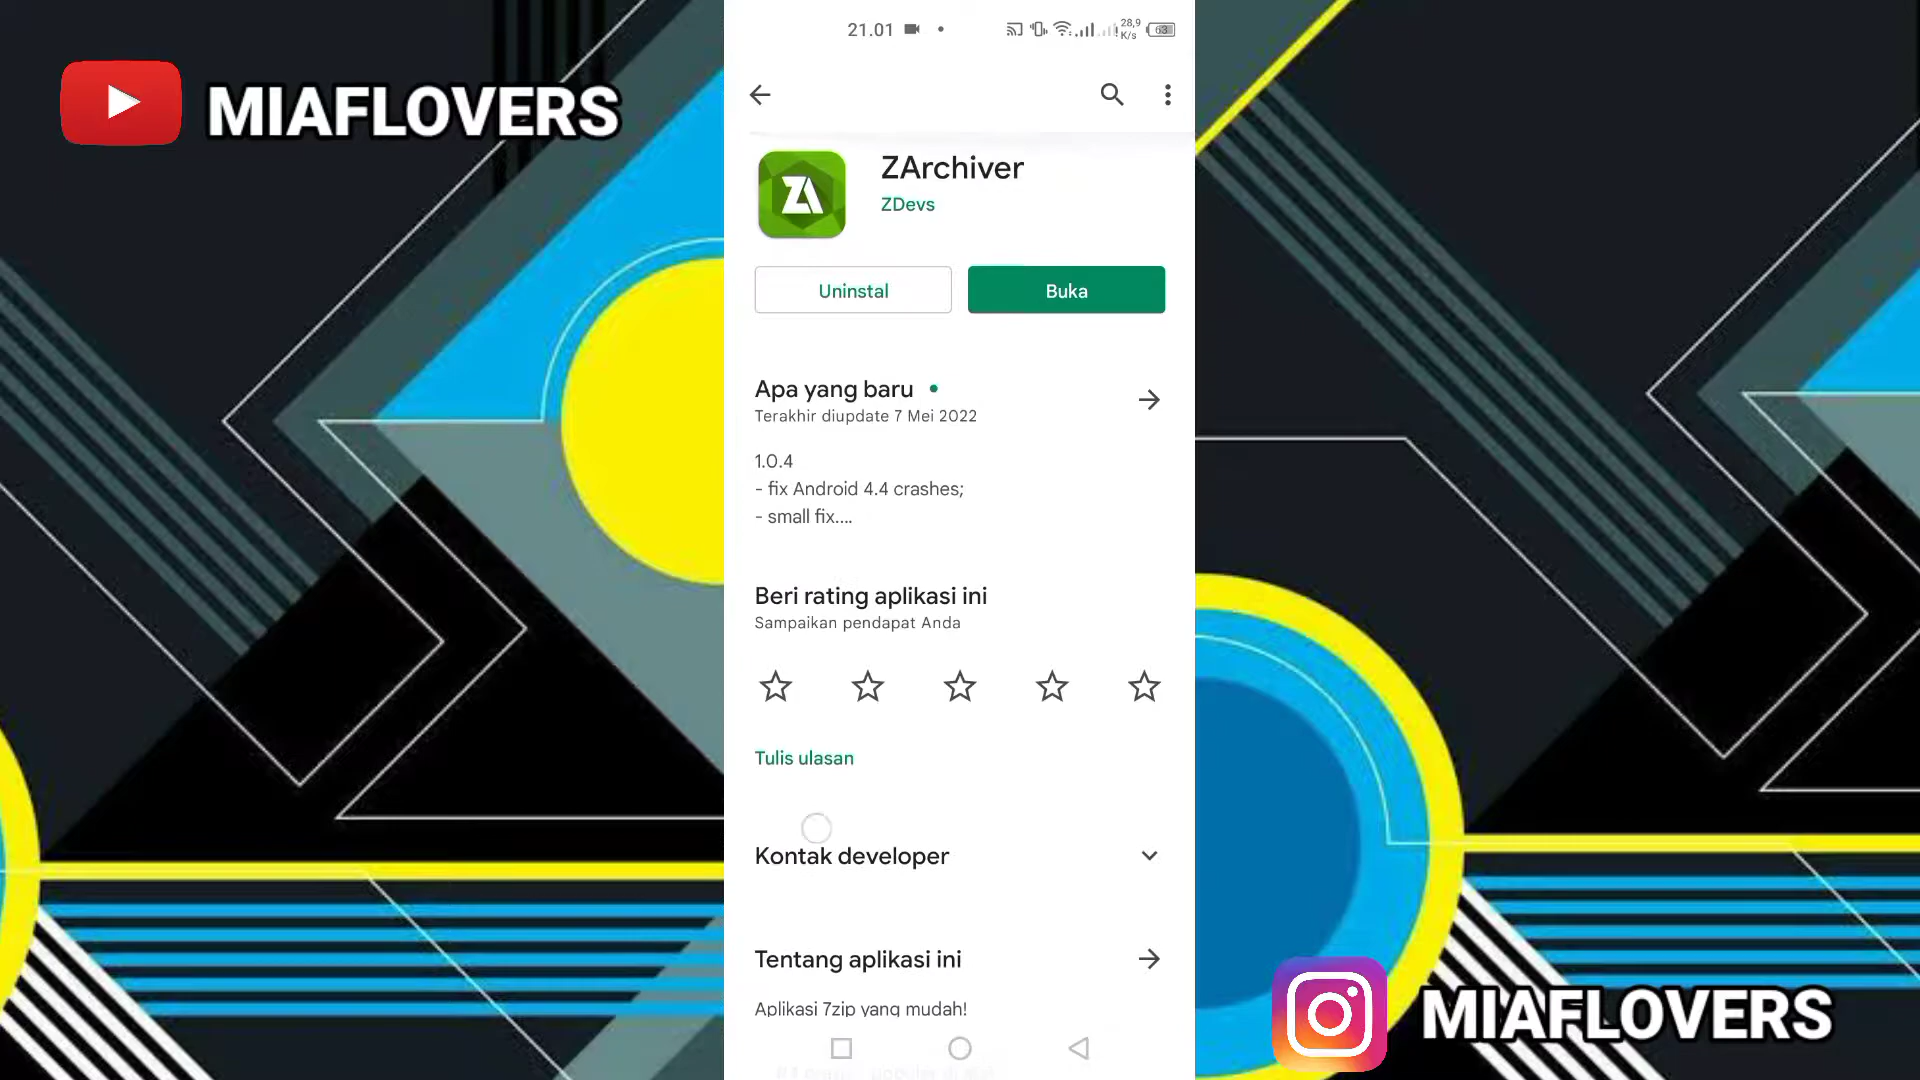 MIAFLOVERS
21.01
28,9
K/s
63
ZArchiver
ZDevs
Uninstal
Buka
Apa yang baru
Terakhir diupdate 7 Mei 2022
1.0.4
- fix Android 4.4 crashes;
- small fix....
Beri rating aplikasi ini
Sampaikan pendapat Anda
Tulis ulasan
Kontak developer
Tentang aplikasi ini
Aplikasi 7zip yang mudah!
MIAFLOVERS